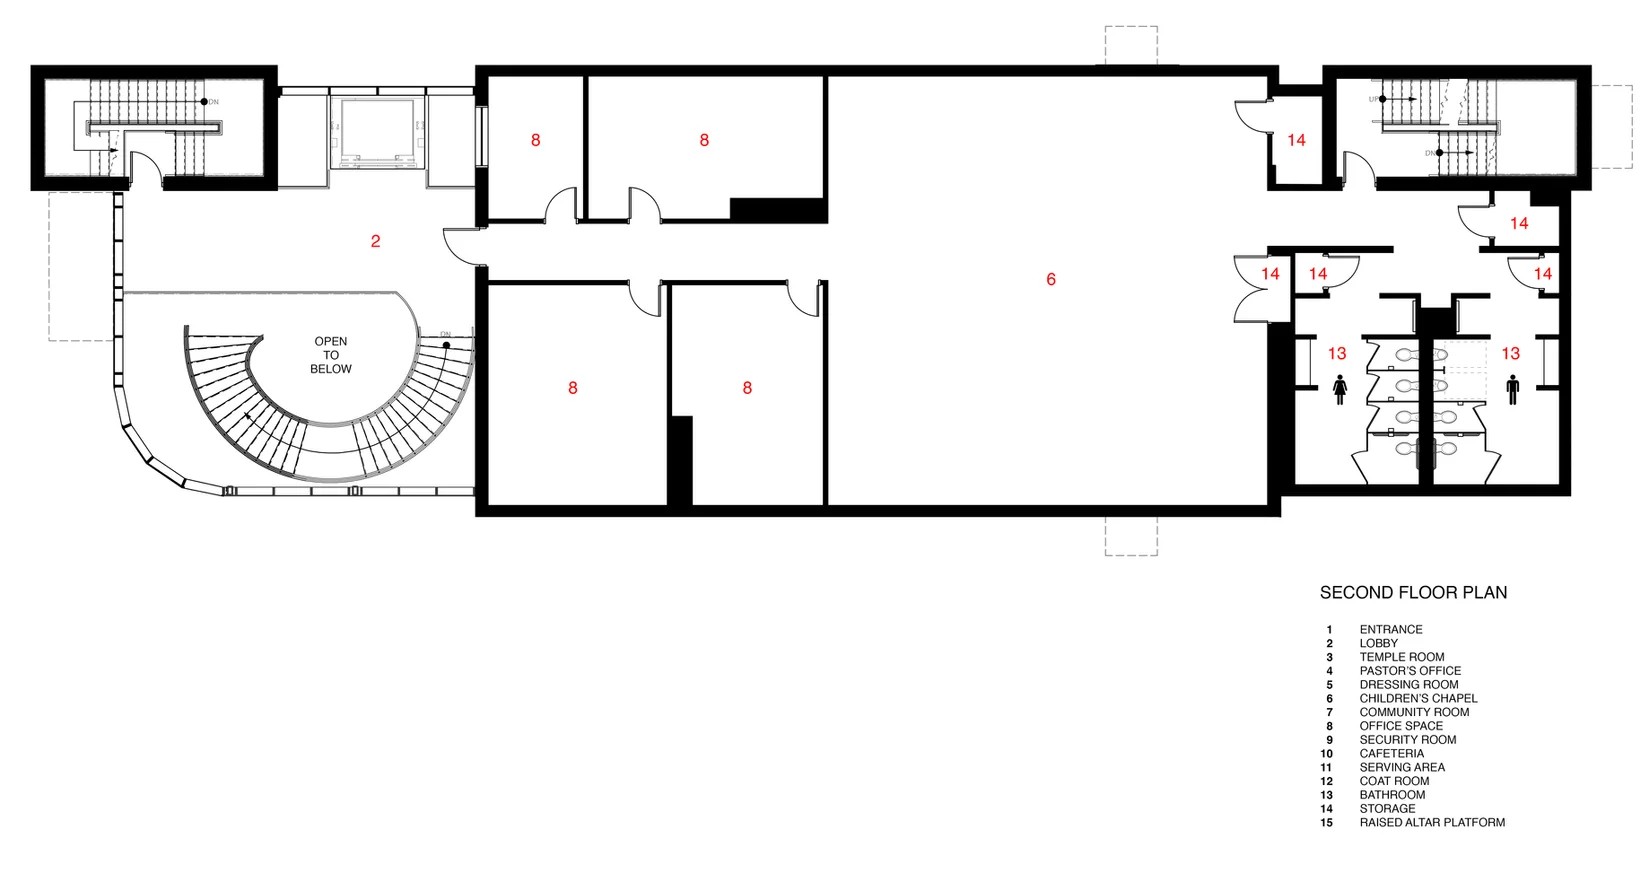 DN
8
8
14
UP
DN
14
2
6
14
14
14
OPEN
TO
BELOW
DN
13
13
8
8
SECOND FLOOR PLAN
1 ENTRANCE
2 LOBBY
3 TEMPLE ROOM
4 PASTOR'S OFFICE
5 DRESSING ROOM
6 CHILDREN'S CHAPEL
7 COMMUNITY ROOM
8 OFFICE SPACE
9 SECURITY ROOM
10 CAFETERIA
11 SERVING AREA
12 COAT ROOM
13 BATHROOM
14 STORAGE
15 RAISED ALTAR PLATFORM